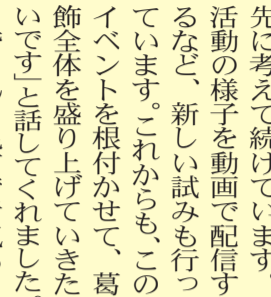 先に考えて続けています。
活動の様子を動画で配信す
るなど、新しい試みも行っ
ています。これからも、この
イベントを根付かせて、葛
飾全体を盛り上げていきた
いです」と話してくれました。